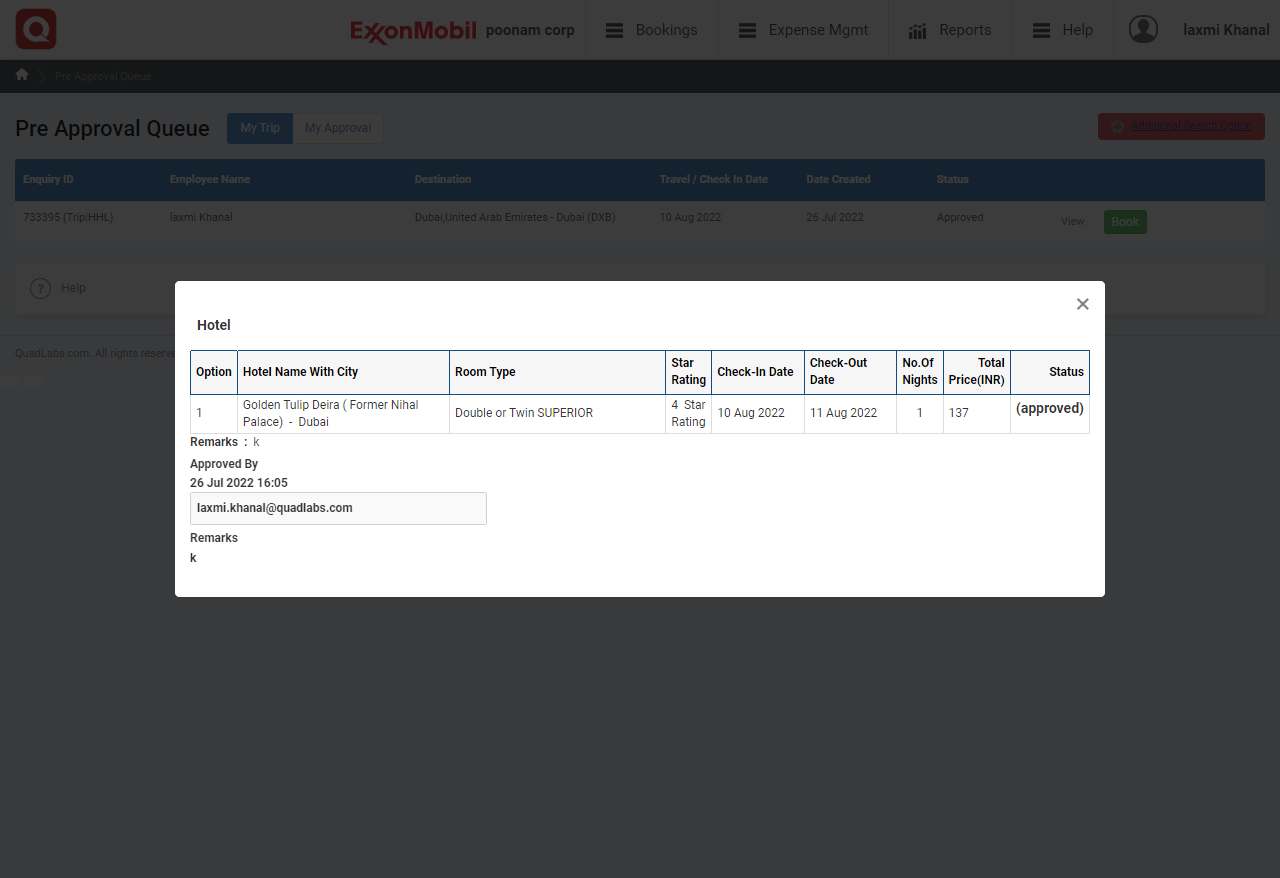 ExxonMobil poonam corp Bookings Expense Mgmt Reports Help laxmi Khanal
Pre Approval Queue
Pre Approval Queue My Trip My Approval Additional Search Option
Enquiry ID Employee Name Destination Travel / Check In Date Date Created Status
733395 (Trip|HHL) laxmi Khanal Dubai,United Arab Emirates - Dubai (DXB) 10 Aug 2022 26 Jul 2022 Approved View Book
? Help
QuadLabs.com. All rights reserve
Hotel
Option Hotel Name With City Room Type Star Rating Check-In Date Check-Out Date No.Of Nights Total Price(INR) Status
1 Golden Tulip Deira ( Former Nihal Palace) - Dubai Double or Twin SUPERIOR 4 Star Rating 10 Aug 2022 11 Aug 2022 1 137 (approved)
Remarks : k
Approved By
26 Jul 2022 16:05
laxmi.khanal@quadlabs.com
Remarks
k